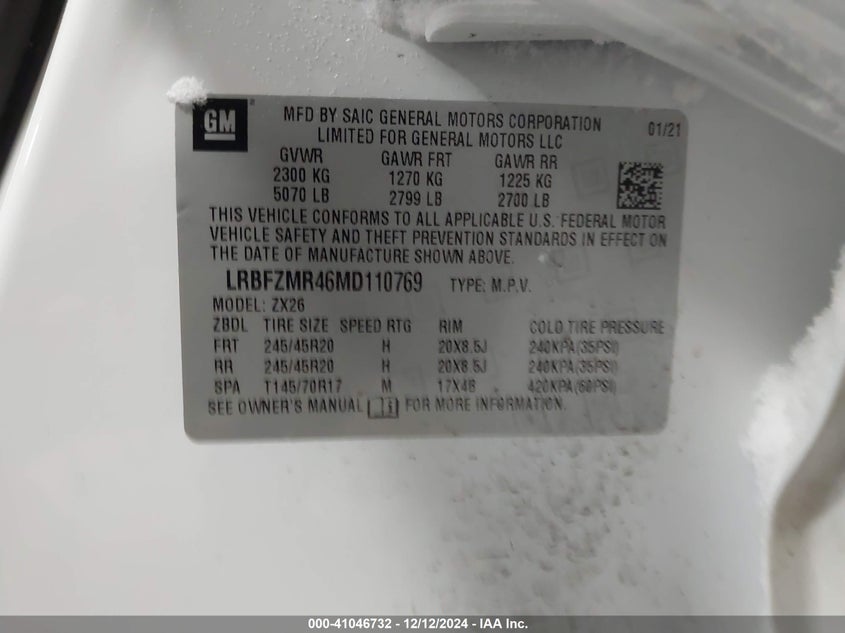 GM ®
MFD BY SAIC GENERAL MOTORS CORPORATION
LIMITED FOR GENERAL MOTORS LLC
01/21
GVWR GAWR FRT GAWR RR
2300 KG 1270 KG 1225 KG
5070 LB 2799 LB 2700 LB
THIS VEHICLE CONFORMS TO ALL APPLICABLE U.S. FEDERAL MOTOR
VEHICLE SAFETY AND THEFT PREVENTION STANDARDS IN EFFECT ON
THE DATE OF MANUFACTURE SHOWN ABOVE.
LRBFZMR46MD110769 TYPE: M.P.V.
MODEL: ZX26
ZBDL TIRE SIZE SPEED RTG RIM COLD TIRE PRESSURE
FRT 245/45R20 H 20X8.5J 240KPA(35PSI)
RR 245/45R20 H 20X8.5J 240KPA(35PSI)
SPA T145/70R17 M 17X4B 420KPA(60PSI)
SEE OWNER'S MANUAL FOR MORE INFORMATION.
000-41046732 - 12/12/2024 - IAA Inc.